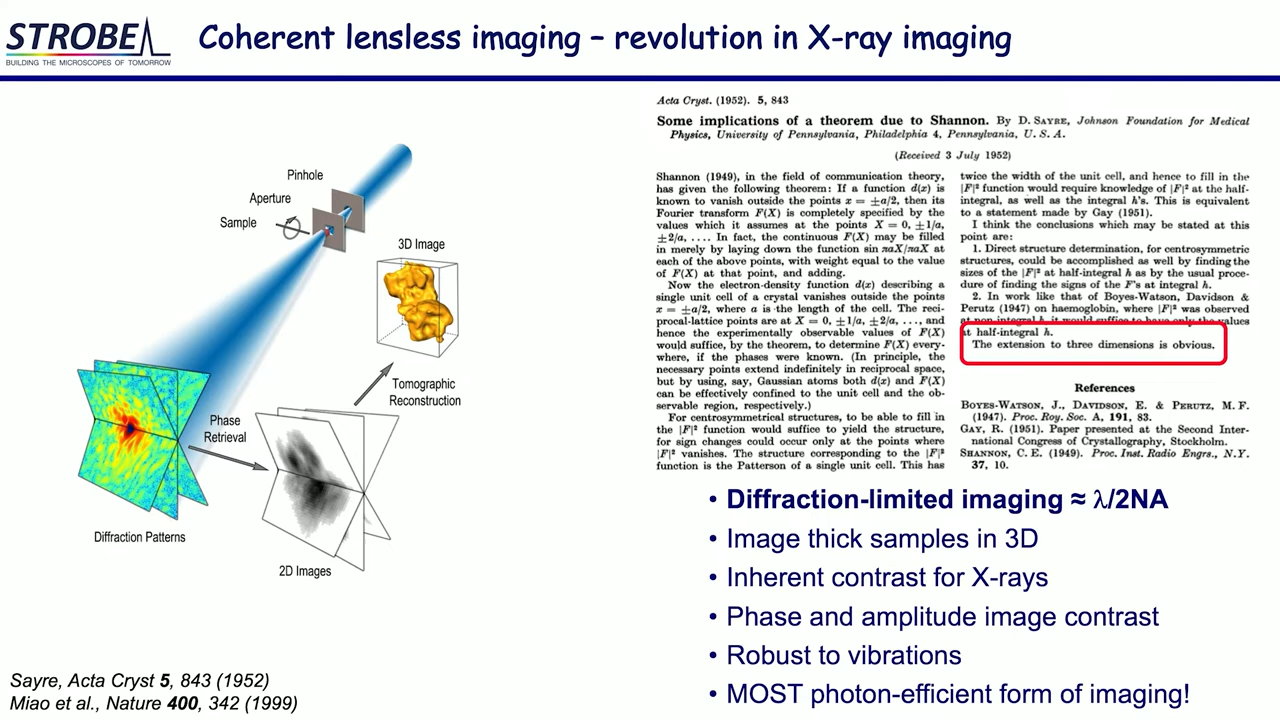 STROBE
BUILDING THE MICROSCOPES OF TOMORROW
Coherent lensless imaging – revolution in X-ray imaging
Pinhole
Aperture
Sample
3D Image
Tomographic
Reconstruction
Phase
Retrieval
Diffraction Patterns
2D Images
Sayre, Acta Cryst 5, 843 (1952)
Miao et al., Nature 400, 342 (1999)
Acta Cryst. (1952). 5, 843
Some implications of a theorem due to Shannon. By D. SAYRE, Johnson Foundation for Medical
Physics, University of Pennsylvania, Philadelphia 4, Pennsylvania, U. S. A.
(Received 3 July 1952)
Shannon (1949), in the field of communication theory,
has given the following theorem: If a function d(x) is
known to vanish outside the points x = ±a/2, then its
Fourier transform F(X) is completely specified by the
values which it assumes at the points X = 0, ±1/a,
±2/a, .... In fact, the continuous F(X) may be filled
in merely by laying down the function sin πaX/πaX at
each of the above points, with weight equal to the value
of F(X) at that point, and adding.
Now the electron-density function d(x) describing a
single unit cell of a crystal vanishes outside the points
x = ±a/2, where a is the length of the cell. The reci-
procal-lattice points are at X = 0, ±1/a, ±2/a, ..., and
hence the experimentally observable values of F(X)
would suffice, by the theorem, to determine F(X) every-
where, if the phases were known. (In principle, the
necessary points extend indefinitely in reciprocal space,
but by using, say, Gaussian atoms both d(x) and F(X)
can be effectively confined to the unit cell and the ob-
servable region, respectively.)
For centrosymmetric structures, to be able to fill in
the |F|² function would suffice to yield the structure,
for sign changes could occur only at the points where
|F|² vanishes. The structure corresponding to the |F|²
function is the Patterson of a single unit cell. This has
twice the width of the unit cell, and hence to fill in the
|F|² function would require knowledge of |F|² at the half-
integral, as well as the integral h's. This is equivalent
to a statement made by Gay (1951).
I think the conclusions which may be stated at this
point are:
1. Direct structure determination, for centrosymmetric
structures, could be accomplished as well by finding the
sizes of the |F|² at half-integral h as by the usual proce-
dure of finding the signs of the F's at integral h.
2. In work like that of Boyes-Watson, Davidson &
Perutz (1947) on haemoglobin, where |F|² was observed
at non-integral h, it would suffice to have only the values
at half-integral h.
The extension to three dimensions is obvious.
References
BOYES-WATSON, J., DAVIDSON, E. & PERUTZ, M. F.
(1947). Proc. Roy. Soc. A, 191, 83.
GAY, R. (1951). Paper presented at the Second Inter-
national Congress of Crystallography, Stockholm.
SHANNON, C. E. (1949). Proc. Inst. Radio Engrs., N.Y.
37, 10.
• Diffraction-limited imaging ≈ λ/2NA
• Image thick samples in 3D
• Inherent contrast for X-rays
• Phase and amplitude image contrast
• Robust to vibrations
• MOST photon-efficient form of imaging!